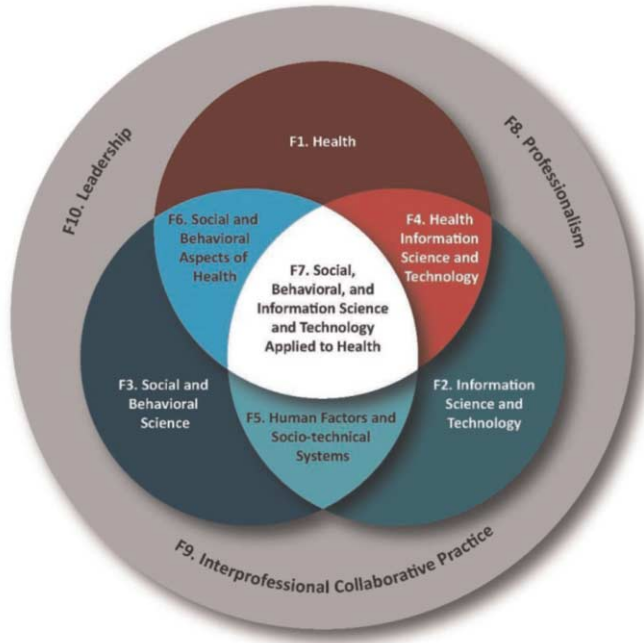 F1. Health
F10. Leadership
F8. Professionalism
F6. Social and
Behavioral
Aspects of
Health
F4. Health
Information
Science and
Technology
F7. Social,
Behavioral, and
Information Science
and Technology
Applied to Health
F3. Social and
Behavioral
Science
F2. Information
Science and
Technology
F5. Human Factors and
Socio-technical
Systems
F9. Interprofessional Collaborative Practice